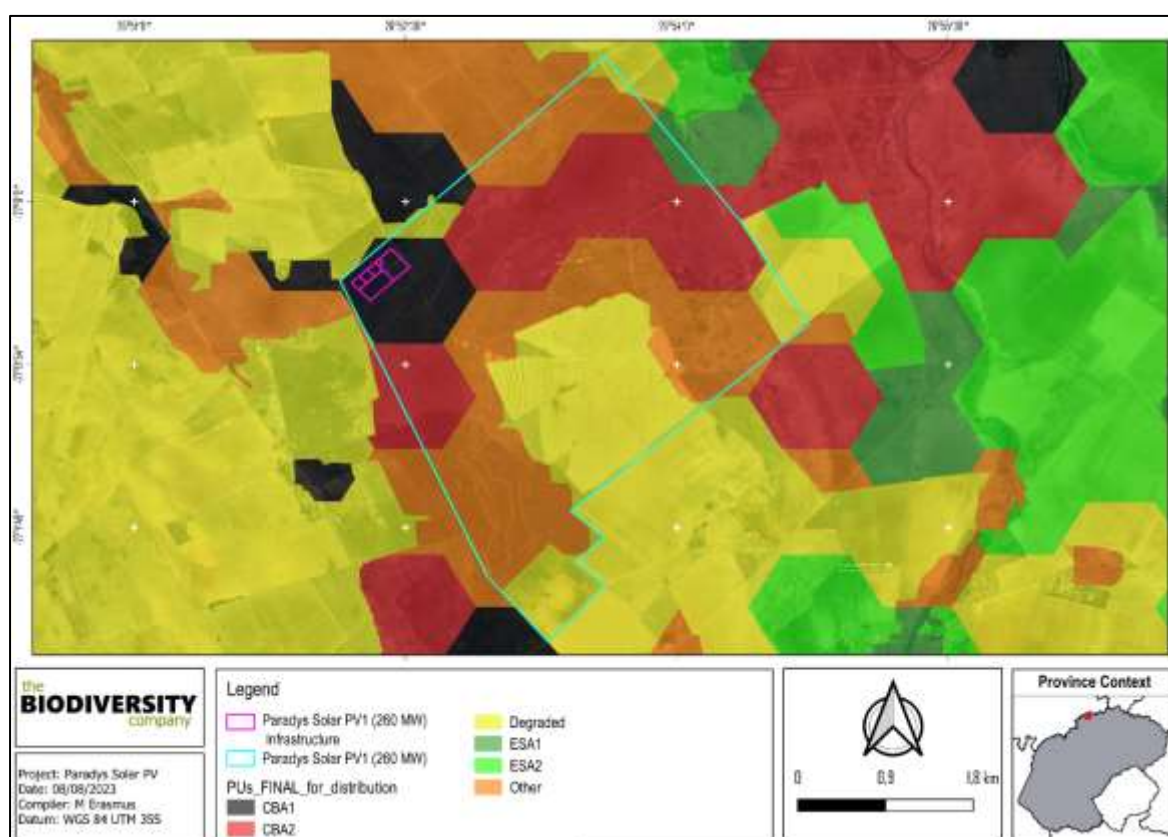 the
BIODIVERSITY
company
Project: Paradys Solar PV
Date: 08/08/2023
Compiler: M Erasmus
Datum: WGS 84 UTM 35S
Legend
Paradys Solar PV1 (260 MW)
Infrastructure
Paradys Solar PV1 (260 MW)
PUs_FINAL_for_distribution
CBA1
CBA2
Degraded
ESA1
ESA2
Other
0 0,9 1,8 km
Province Context